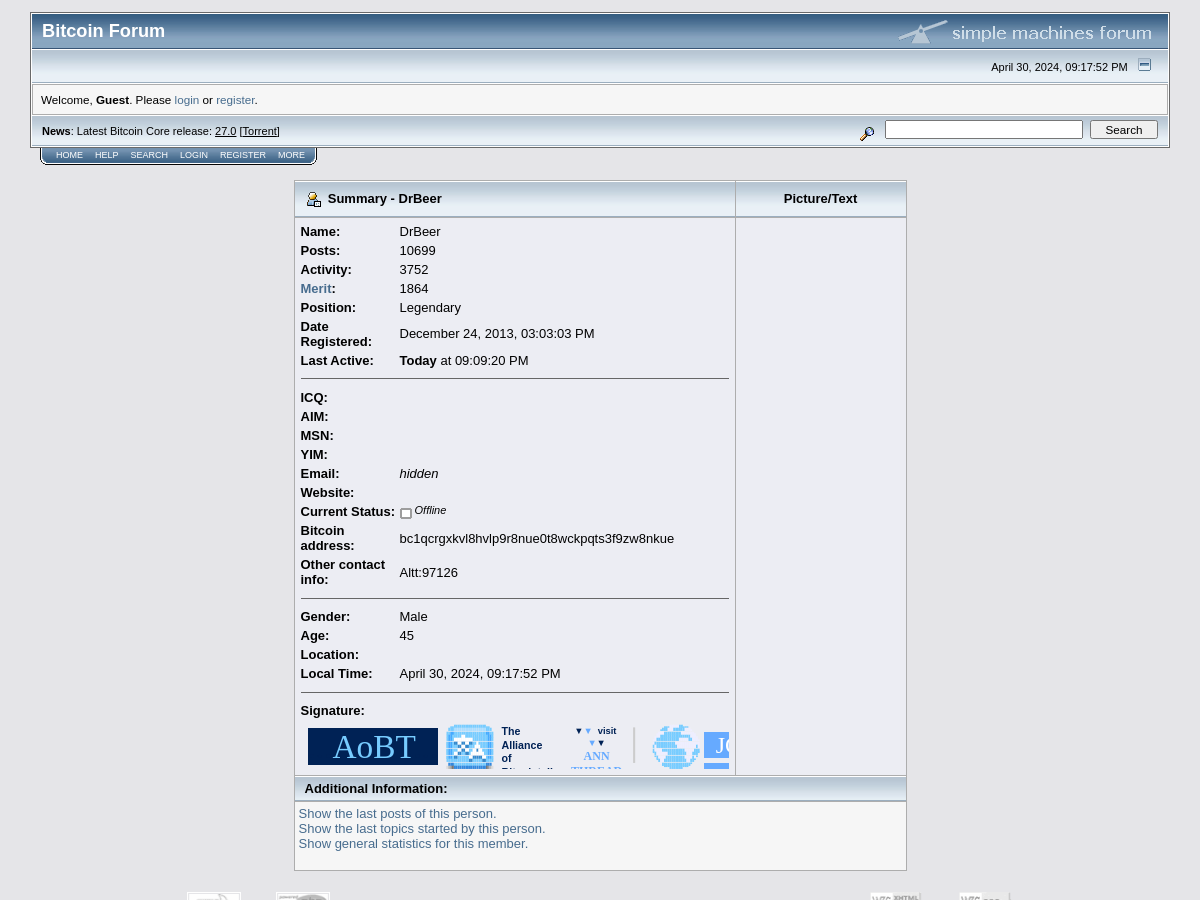 Bitcoin Forum
simple machines forum
April 30, 2024, 09:17:52 PM
Welcome, Guest. Please login or register.
News: Latest Bitcoin Core release: 27.0 [Torrent]
Search
HOME HELP SEARCH LOGIN REGISTER MORE
Summary - DrBeer
Picture/Text
Name: DrBeer
Posts: 10699
Activity: 3752
Merit: 1864
Position: Legendary
Date
Registered: December 24, 2013, 03:03:03 PM
Last Active: Today at 09:09:20 PM
ICQ:
AIM:
MSN:
YIM:
Email: hidden
Website:
Current Status: Offline
Bitcoin
address: bc1qcrgxkvl8hvlp9r8nue0t8wckpqts3f9zw8nkue
Other contact
info: Altt:97126
Gender: Male
Age: 45
Location:
Local Time: April 30, 2024, 09:17:52 PM
Signature:
AoBT
The
Alliance
of
▼▼ visit
▼▼
ANN
THREAD
Additional Information:
Show the last posts of this person.
Show the last topics started by this person.
Show general statistics for this member.